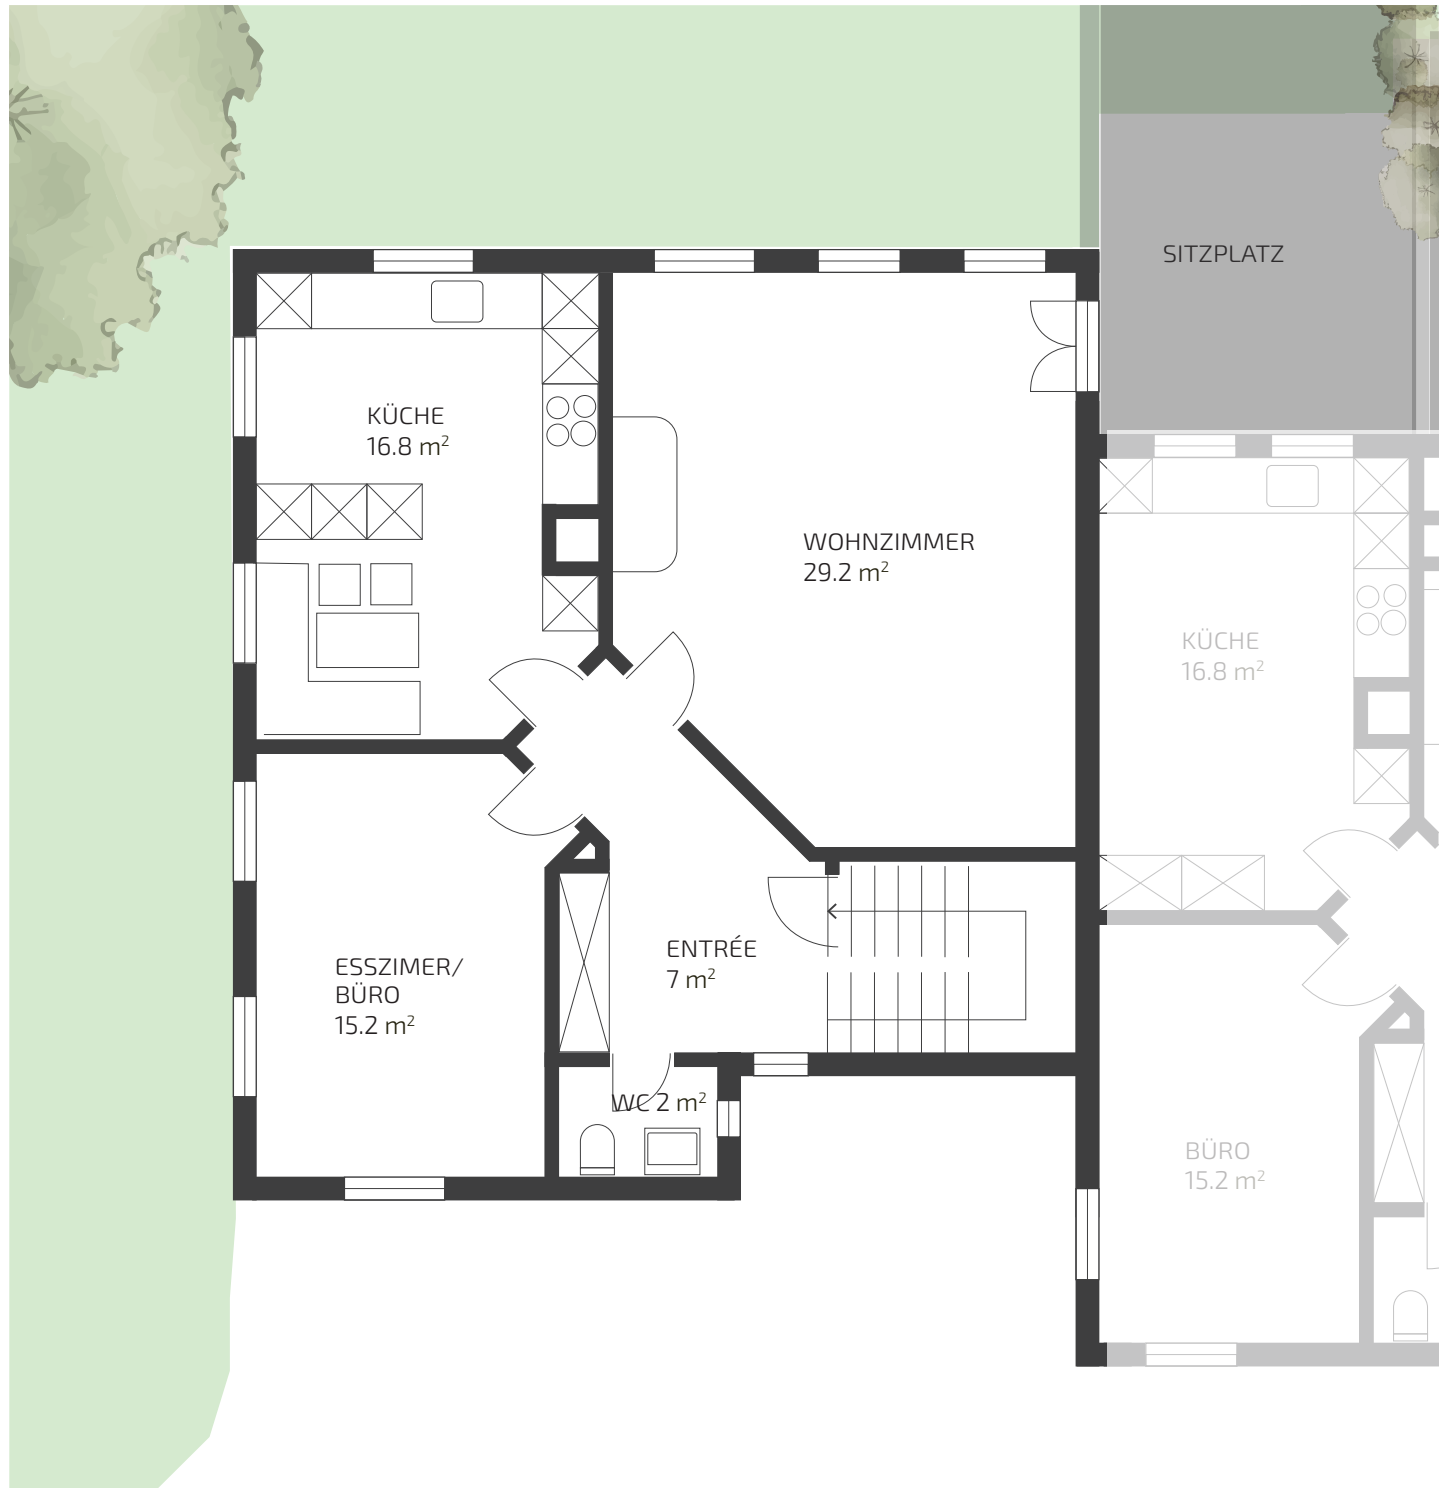 SITZPLATZ
KÜCHE
16.8 m²
WOHNZIMMER
29.2 m²
KÜCHE
16.8 m²
ENTRÉE
7 m²
ESSZIMER/
BÜRO
15.2 m²
WC 2 m²
BÜRO
15.2 m²